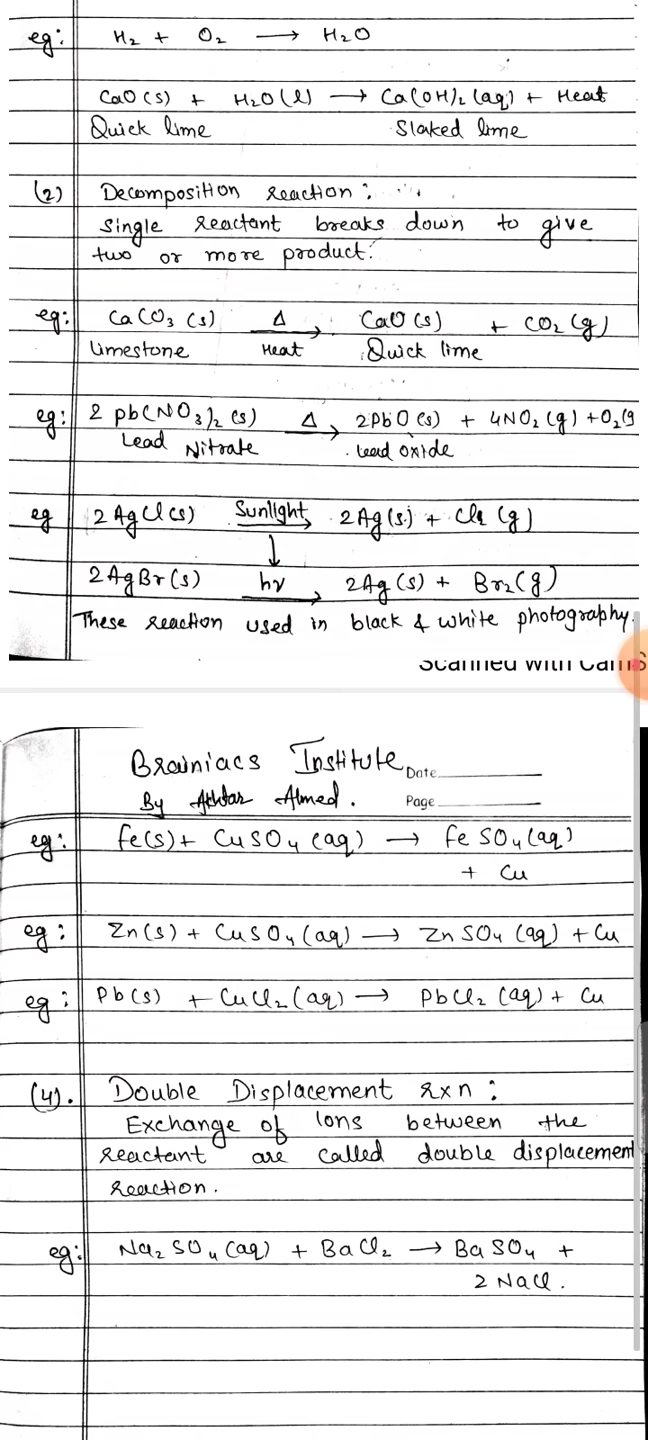 eg: H₂ + O₂ → H₂O
CaO(s) + H₂O(l) → Ca(OH)₂(aq) + Heat
Quick lime Slaked lime
(2) Decomposition reaction:
Single reactant breaks down to give
two or more product.
eg: CaCO₃(s) Δ→ CaO(s) + CO₂(g)
limestone Heat Quick lime
eg: 2 pb(NO₃)₂(s) Δ→ 2PbO(s) + 4NO₂(g) + O₂(g
Lead Nitrate lead oxide
eg 2AgCl(s) Sunlight→ 2Ag(s) + Cl₂(g)
↓
2AgBr(s) hν→ 2Ag(s) + Br₂(g)
These reaction used in black & white photography.
Scanned with CamS
Brainiacs Institute Date
By Akhtar Ahmed. Page
eg: Fe(s) + CuSO₄(aq) → FeSO₄(aq)
+ Cu
eg: Zn(s) + CuSO₄(aq) → ZnSO₄(aq) + Cu
eg: Pb(s) + CuCl₂(aq) → PbCl₂(aq) + Cu
(4). Double Displacement rxn:
Exchange of Ions between the
reactant are called double displacement
reaction.
eg: Na₂SO₄(aq) + BaCl₂ → BaSO₄ +
2 NaCl.